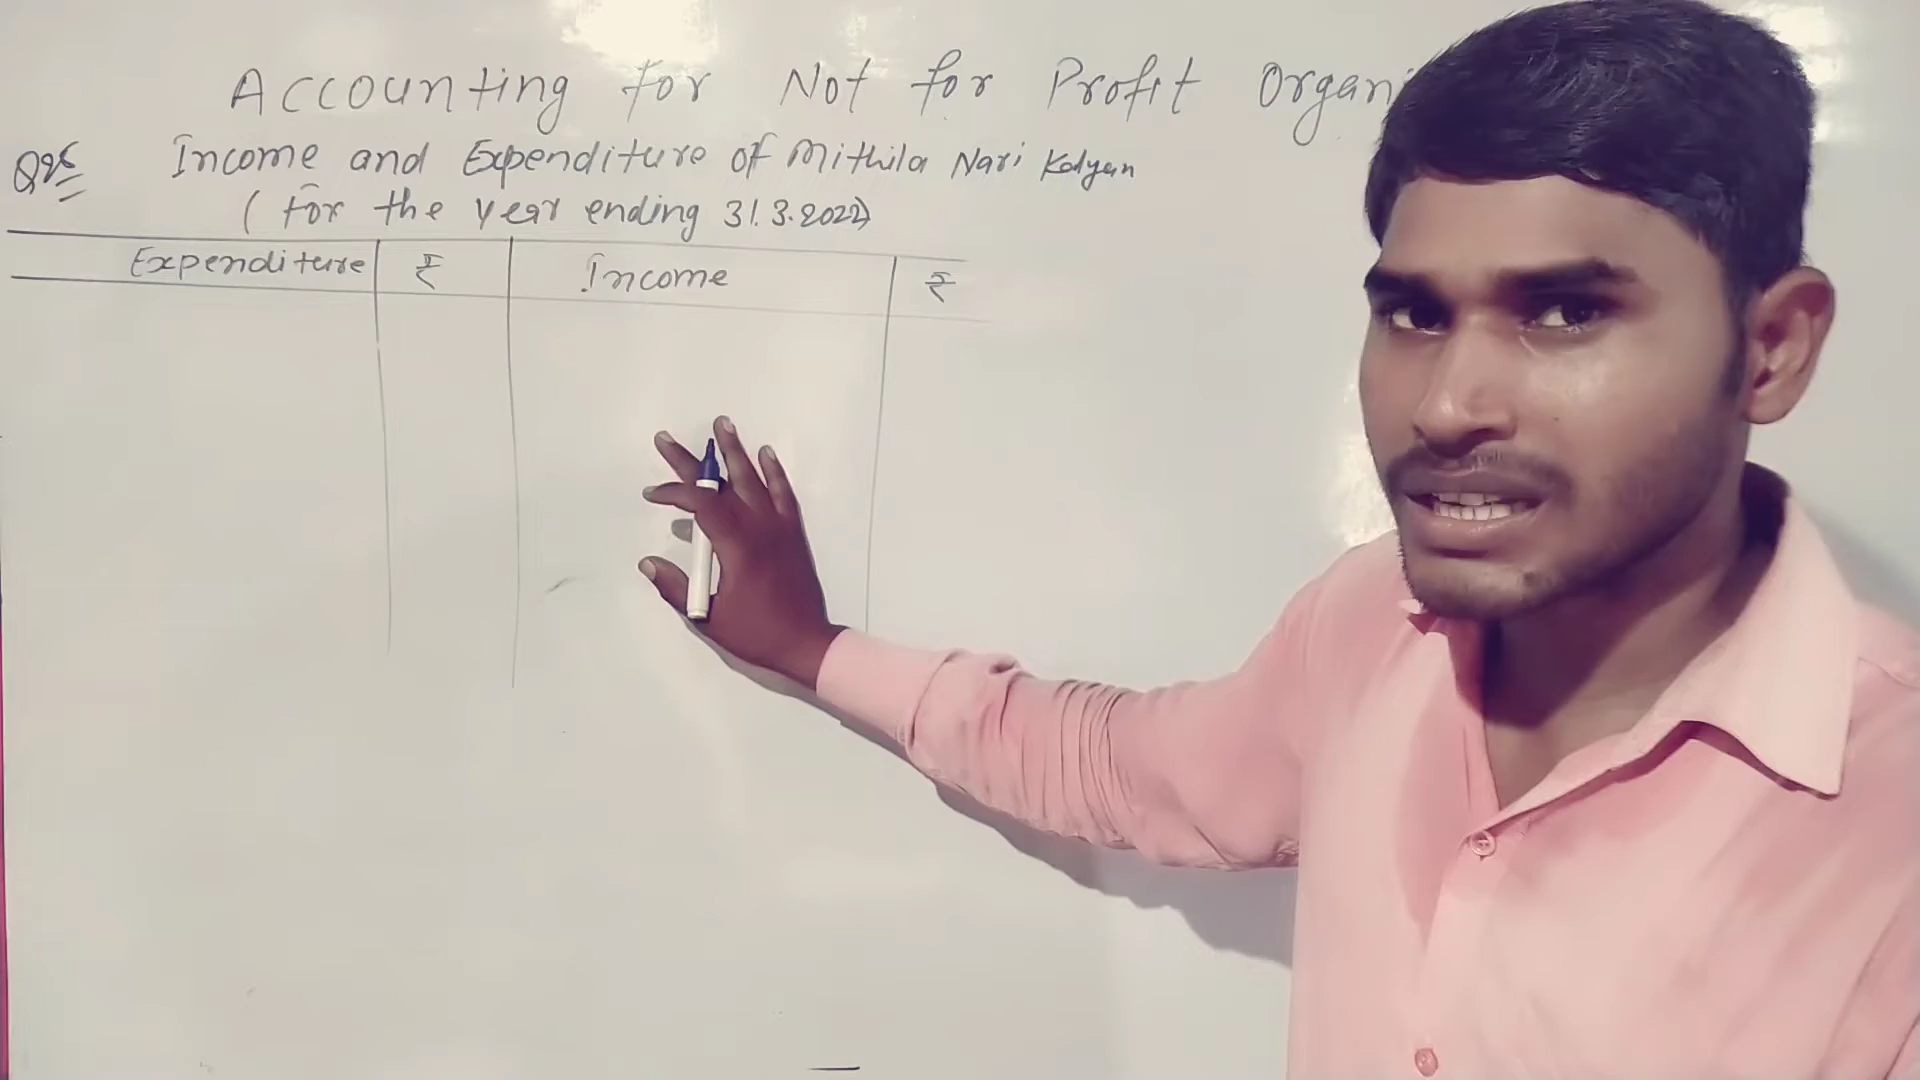 Accounting for Not for Profit Organi
Income and Expenditure of Mithila Nari Kalyan
(for the year ending 31.3.2022)
Expenditure ₹ Income ₹